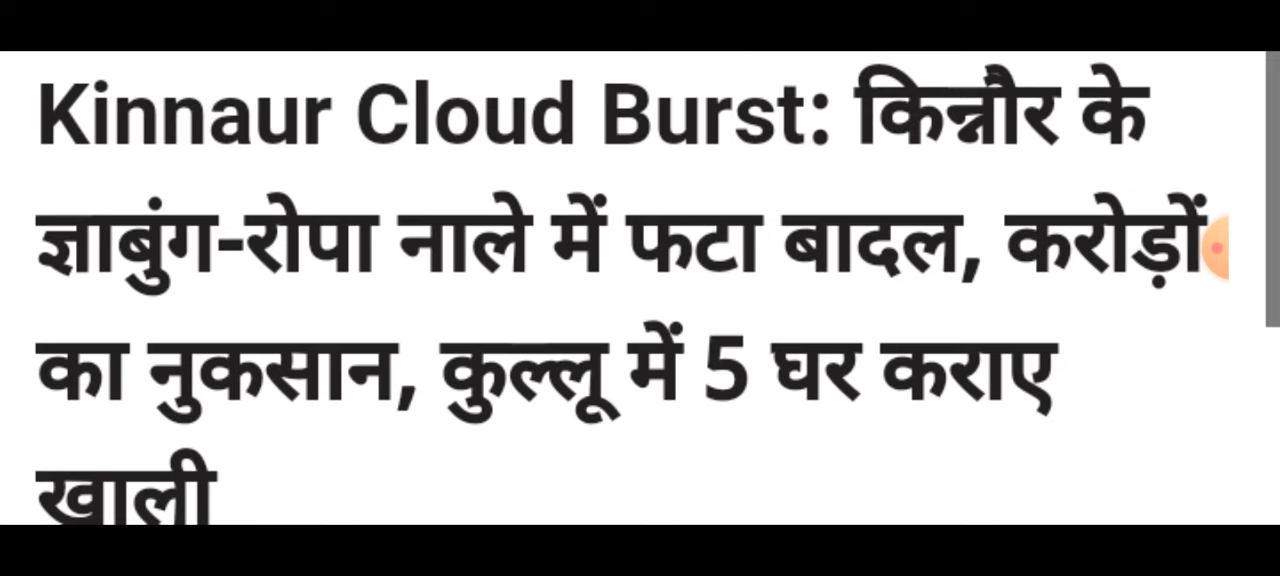 Kinnaur Cloud Burst: किन्नौर के
ज्ञाबुंग-रोपा नाले में फटा बादल, करोड़ों
का नुकसान, कुल्लू में 5 घर कराए
खाली